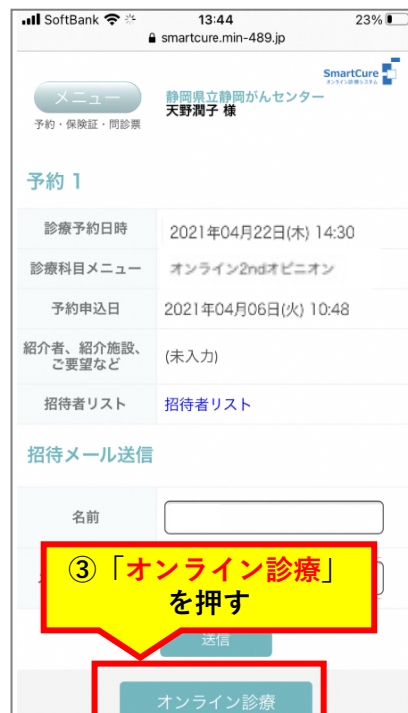 SoftBank 13:44 23%
smartcure.min-489.jp
SmartCure
オンライン診療システム
メニュー
静岡県立静岡がんセンター
天野潤子 様
予約・保険証・問診票
予約 1
診療予約日時 2021年04月22日(木) 14:30
診療科目メニュー オンライン2ndオピニオン
予約申込日 2021年04月06日(火) 10:48
紹介者、紹介施設、
ご要望など (未入力)
招待者リスト 招待者リスト
招待メール送信
名前
③「オンライン診療」
を押す
送信
オンライン診療